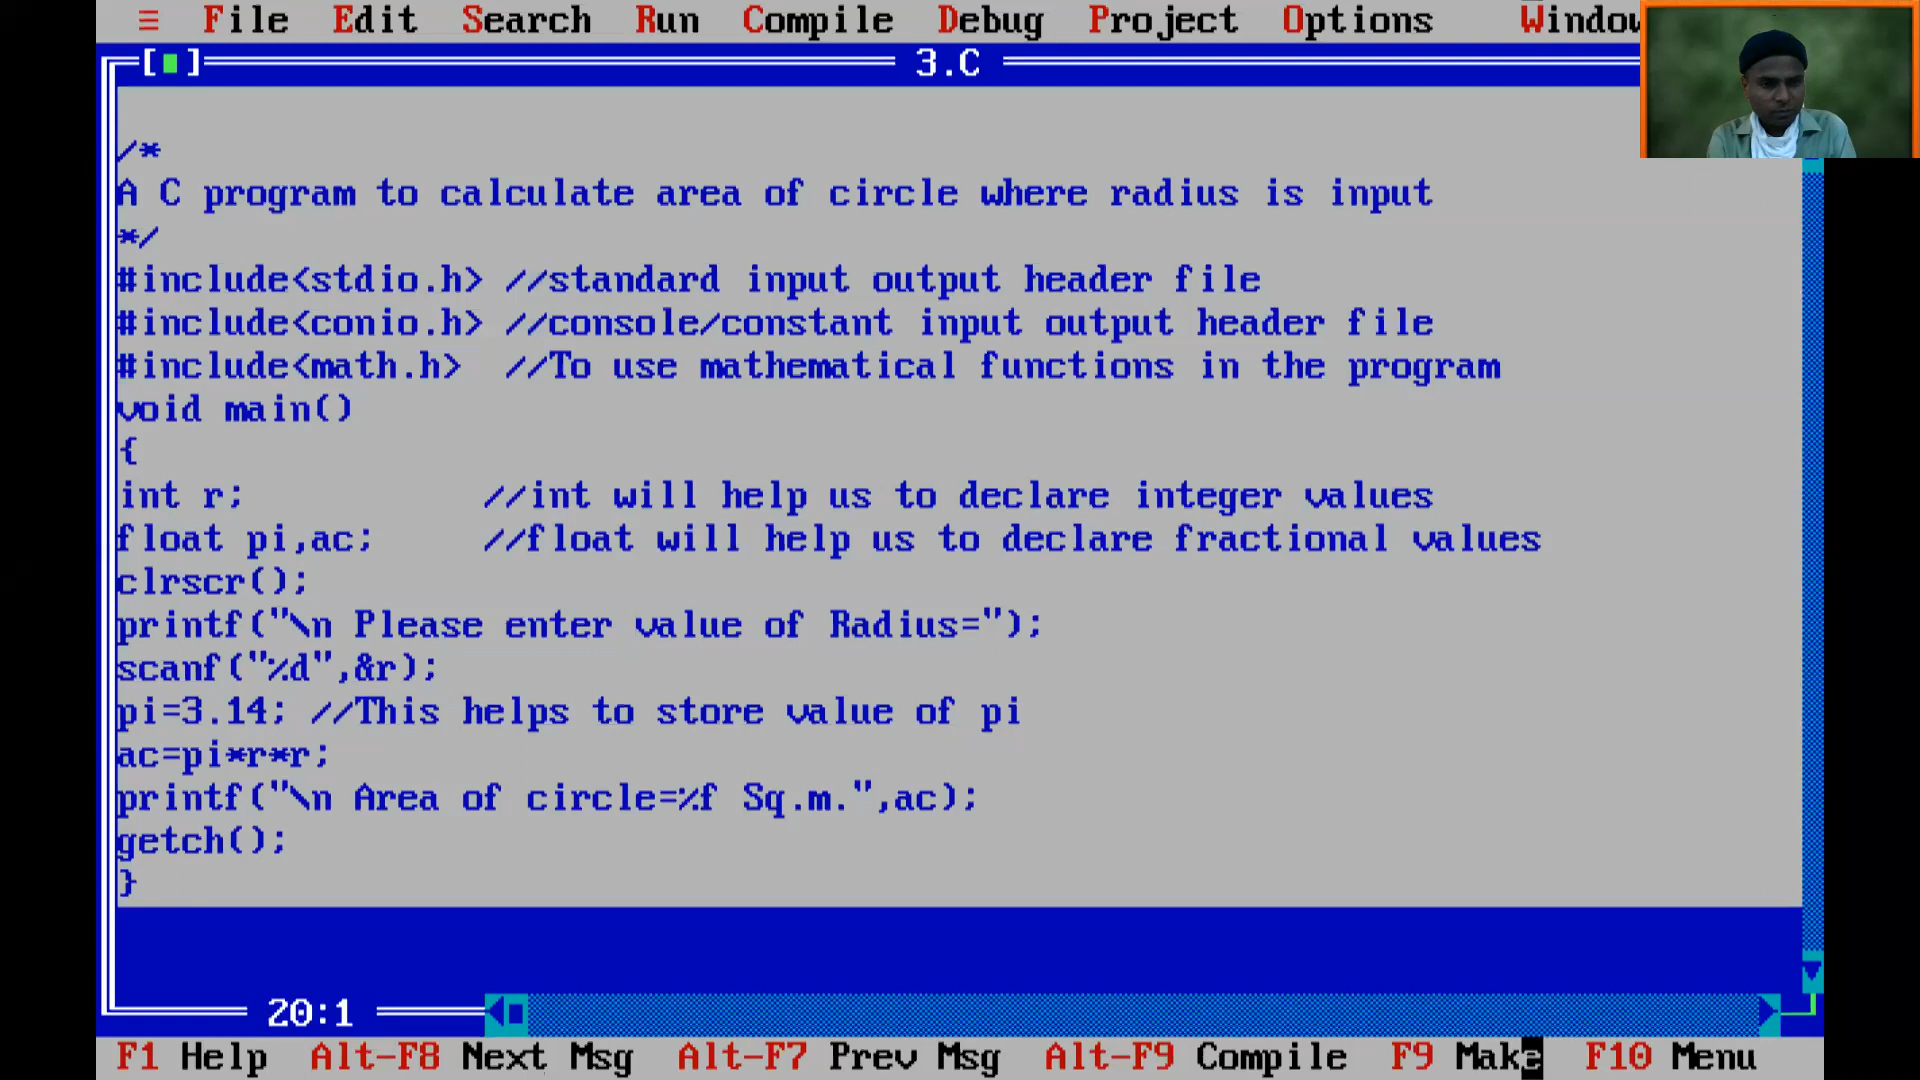 ≡ File Edit Search Run Compile Debug Project Options Window
[■] 3.C
/*
A C program to calculate area of circle where radius is input
*/
#include<stdio.h> //standard input output header file
#include<conio.h> //console/constant input output header file
#include<math.h>  //To use mathematical functions in the program
void main()
{
int r;           //int will help us to declare integer values
float pi,ac;     //float will help us to declare fractional values
clrscr();
printf("\n Please enter value of Radius=");
scanf("%d",&r);
pi=3.14; //This helps to store value of pi
ac=pi*r*r;
printf("\n Area of circle=%f Sq.m.",ac);
getch();
}
20:1
F1 Help Alt-F8 Next Msg Alt-F7 Prev Msg Alt-F9 Compile F9 Make F10 Menu